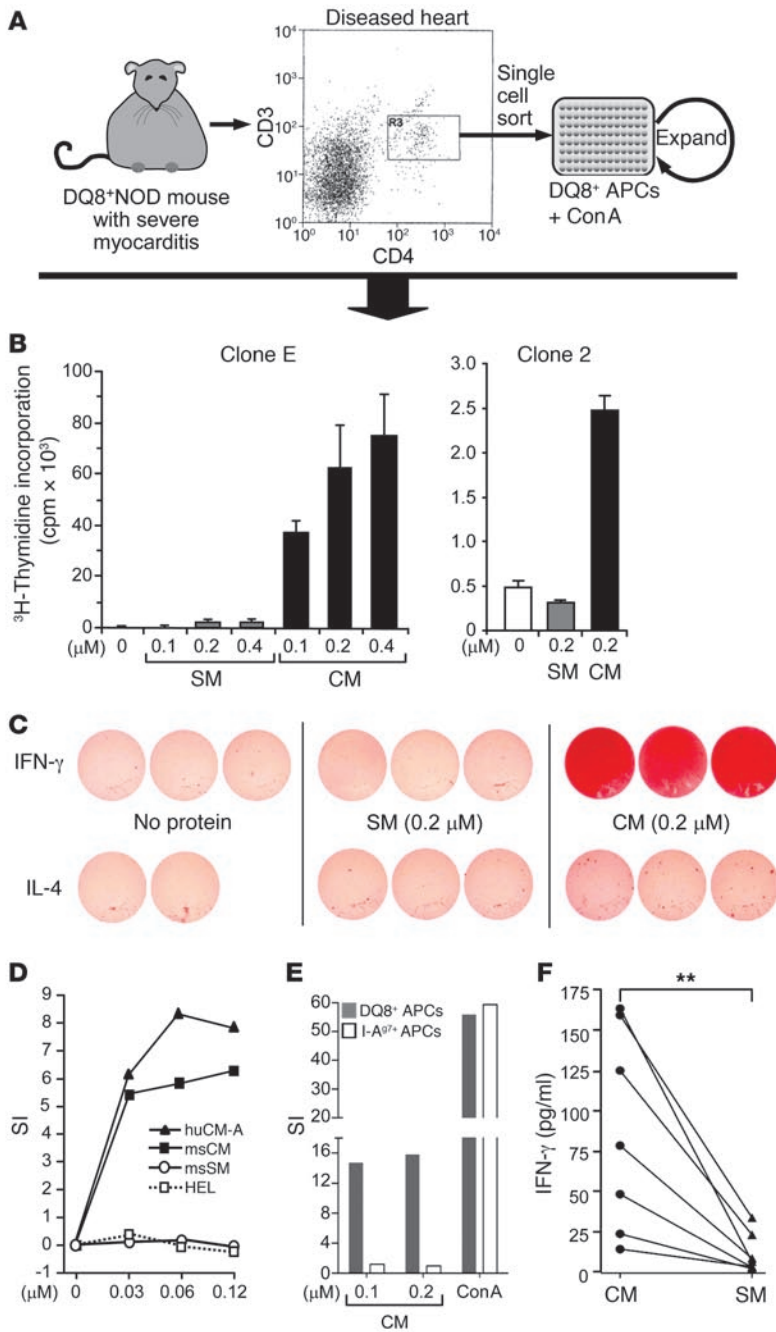 A
Diseased heart
10⁴
10³
10²
10¹
10⁰
CD3
R3
10⁰ 10¹ 10² 10³ 10⁴
CD4
DQ8⁺NOD mouse
with severe
myocarditis
Single
cell
sort
Expand
DQ8⁺ APCs
+ ConA
B
Clone E
Clone 2
³H-Thymidine incorporation
(cpm × 10³)
100
80
60
40
20
0
(μM) 0 0.1 0.2 0.4 0.1 0.2 0.4
SM CM
3.0
2.5
2.0
1.5
1.0
0.5
0
0 0.2 0.2
SM CM
C
IFN-γ
No protein SM (0.2 μM) CM (0.2 μM)
IL-4
D
SI
9
8
7
6
5
4
3
2
1
0
-1
huCM-A
msCM
msSM
HEL
(μM) 0 0.03 0.06 0.12
E
SI
60
50
40
30
20
16
12
8
4
0
DQ8⁺ APCs
I-Aᵍ⁷⁺ APCs
(μM) 0.1 0.2 ConA
CM
F
**
IFN-γ (pg/ml)
175
150
125
100
75
50
25
0
CM SM